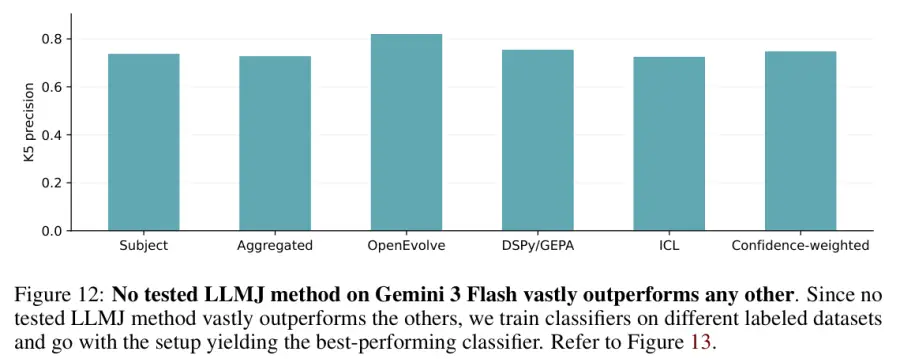 0.8
0.6
0.4
0.2
0.0
K5 precision
Subject Aggregated OpenEvolve DSPy/GEPA ICL Confidence-weighted
Figure 12: No tested LLMJ method on Gemini 3 Flash vastly outperforms any other. Since no
tested LLMJ method vastly outperforms the others, we train classifiers on different labeled datasets
and go with the setup yielding the best-performing classifier. Refer to Figure 13.